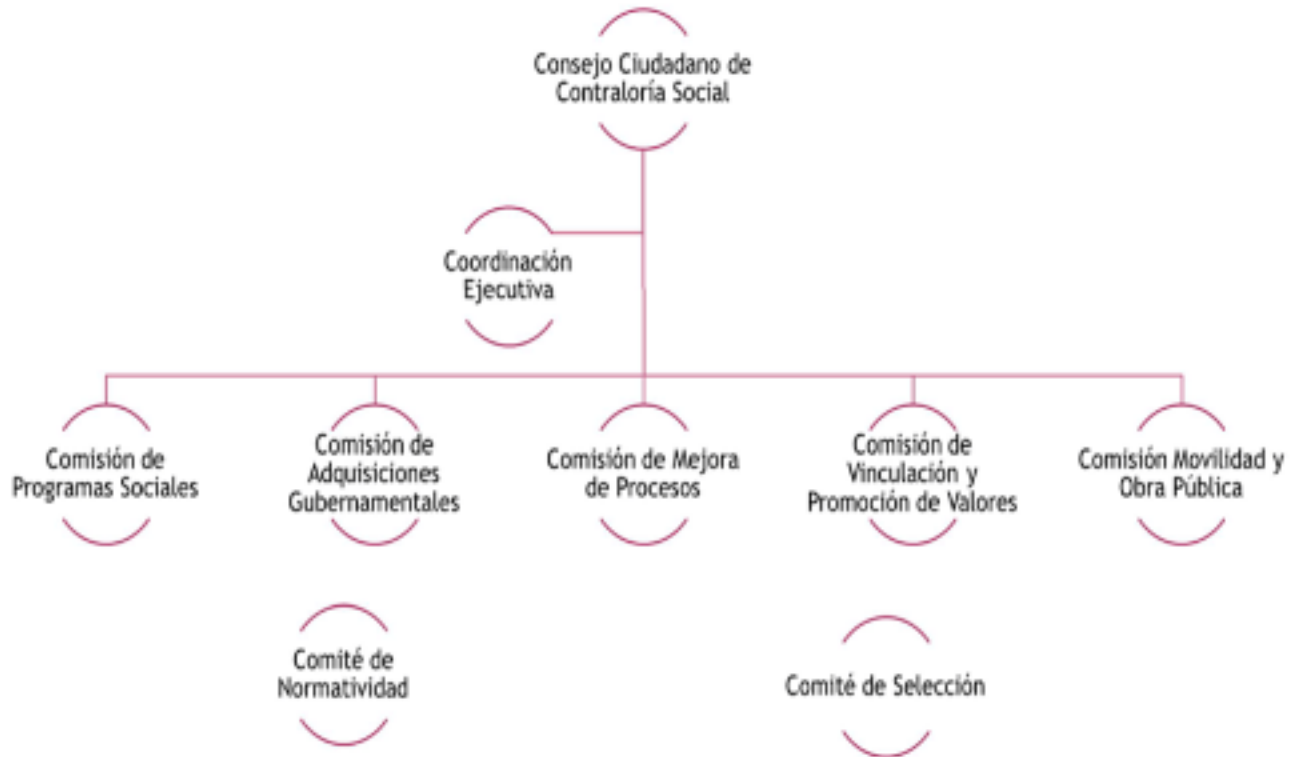 Consejo Ciudadano de
Contraloría Social
Coordinación
Ejecutiva
Comisión de
Programas Sociales
Comisión de
Adquisiciones
Gubernamentales
Comisión de Mejora
de Procesos
Comisión de
Vinculación y
Promoción de Valores
Comisión Movilidad y
Obra Pública
Comité de
Normatividad
Comité de Selección